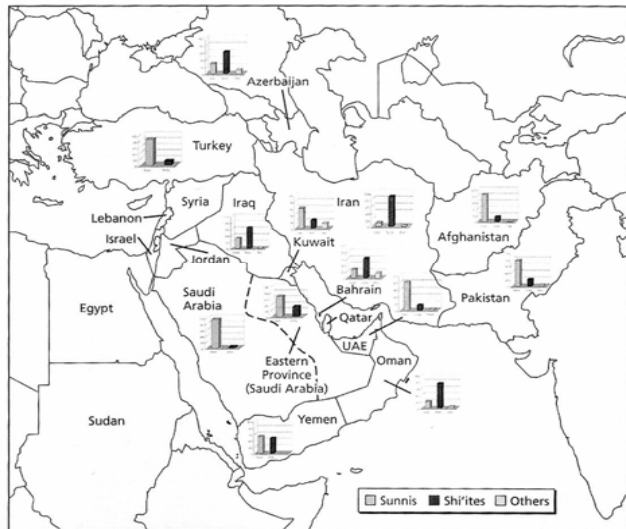 Azerbaijan
Turkey
Syria
Iraq
Iran
Lebanon
Afghanistan
Israel
Kuwait
Jordan
Saudi
Arabia
Bahrain
Pakistan
Egypt
Qatar
UAE
Eastern
Province
(Saudi Arabia)
Oman
Sudan
Yemen
Sunnis
Shi'ites
Others